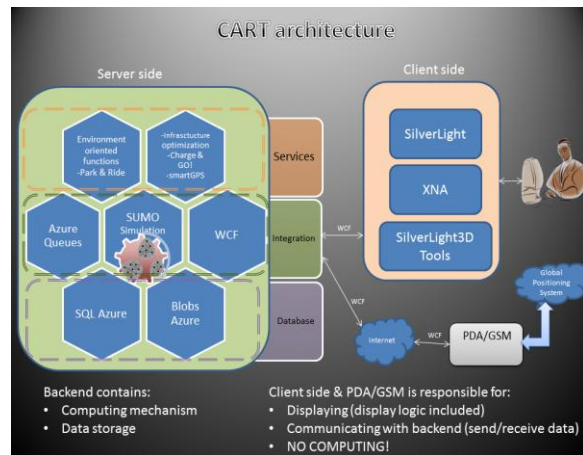 CART architecture
Server side
Client side
Environment
oriented
functions
-Park & Ride
-Infrastucture
optimization
-Charge &
GO!
-smartGPS
Services
Azure
Queues
SUMO
Simulation
WCF
Integration
SQL Azure
Blobs
Azure
Database
SilverLight
XNA
SilverLight3D
Tools
WCF
WCF
Internet
WCF
PDA/GSM
Global
Positioning
System
Backend contains:
• Computing mechanism
• Data storage
Client side & PDA/GSM is responsible for:
• Displaying (display logic included)
• Communicating with backend (send/receive data)
• NO COMPUTING!